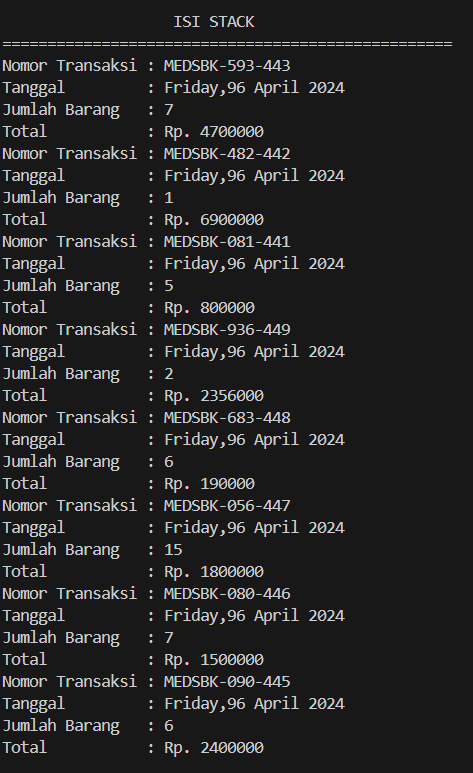 ISI STACK
==================================================
Nomor Transaksi : MEDSBK-593-443
Tanggal : Friday,96 April 2024
Jumlah Barang : 7
Total : Rp. 4700000
Nomor Transaksi : MEDSBK-482-442
Tanggal : Friday,96 April 2024
Jumlah Barang : 1
Total : Rp. 6900000
Nomor Transaksi : MEDSBK-081-441
Tanggal : Friday,96 April 2024
Jumlah Barang : 5
Total : Rp. 800000
Nomor Transaksi : MEDSBK-936-449
Tanggal : Friday,96 April 2024
Jumlah Barang : 2
Total : Rp. 2356000
Nomor Transaksi : MEDSBK-683-448
Tanggal : Friday,96 April 2024
Jumlah Barang : 6
Total : Rp. 190000
Nomor Transaksi : MEDSBK-056-447
Tanggal : Friday,96 April 2024
Jumlah Barang : 15
Total : Rp. 1800000
Nomor Transaksi : MEDSBK-080-446
Tanggal : Friday,96 April 2024
Jumlah Barang : 7
Total : Rp. 1500000
Nomor Transaksi : MEDSBK-090-445
Tanggal : Friday,96 April 2024
Jumlah Barang : 6
Total : Rp. 2400000